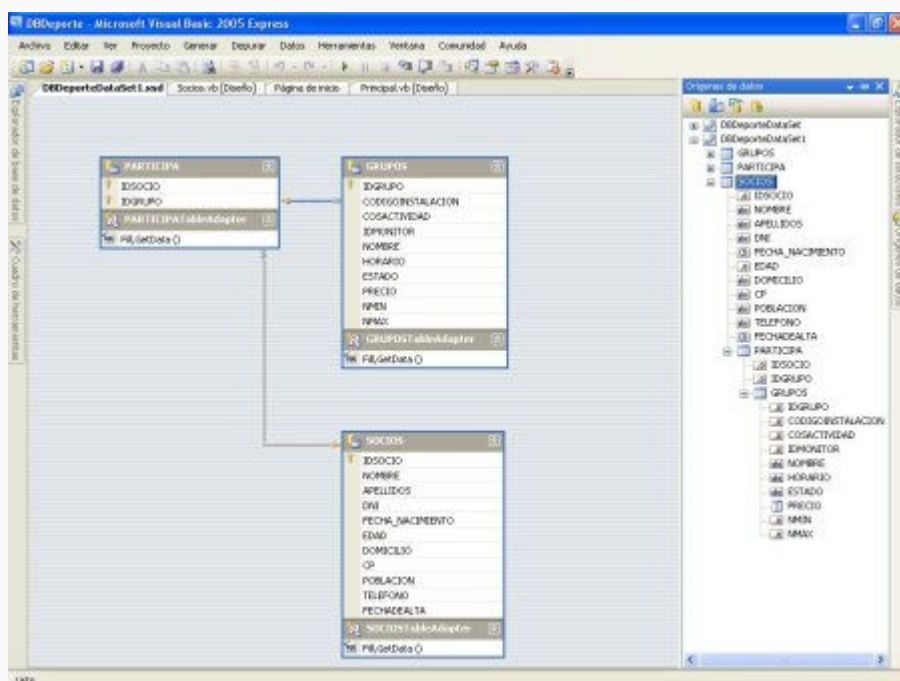 DBDeporte - Microsoft Visual Basic 2005 Express
Archivo Editar Ver Proyecto Generar Depurar Datos Herramientas Ventana Comunidad Ayuda
DBDeporteDataSet1.xsd Socios.vb [Diseño] Página de inicio Principal.vb [Diseño]
Explorador de bases de datos
Cuadro de herramientas
PARTICIPA
IDSOCIO
IDGRUPO
PARTICIPATableAdapter
Fill,GetData ()
GRUPOS
IDGRUPO
CODIGOINSTALACION
COSACTIVIDAD
IDMONITOR
NOMBRE
HORARIO
ESTADO
PRECIO
NMIN
NMAX
GRUPOSTableAdapter
Fill,GetData ()
SOCIOS
IDSOCIO
NOMBRE
APELLIDOS
DNI
FECHA_NACIMIENTO
EDAD
DOMICILIO
CP
POBLACION
TELEFONO
FECHADEALTA
SOCIOSTableAdapter
Fill,GetData ()
Orígenes de datos
DBDeporteDataSet
DBDeporteDataSet1
GRUPOS
PARTICIPA
SOCIOS
IDSOCIO
NOMBRE
APELLIDOS
DNI
FECHA_NACIMIENTO
EDAD
DOMICILIO
CP
POBLACION
TELEFONO
FECHADEALTA
PARTICIPA
IDSOCIO
IDGRUPO
GRUPOS
IDGRUPO
CODIGOINSTALACION
COSACTIVIDAD
IDMONITOR
NOMBRE
HORARIO
ESTADO
PRECIO
NMIN
NMAX